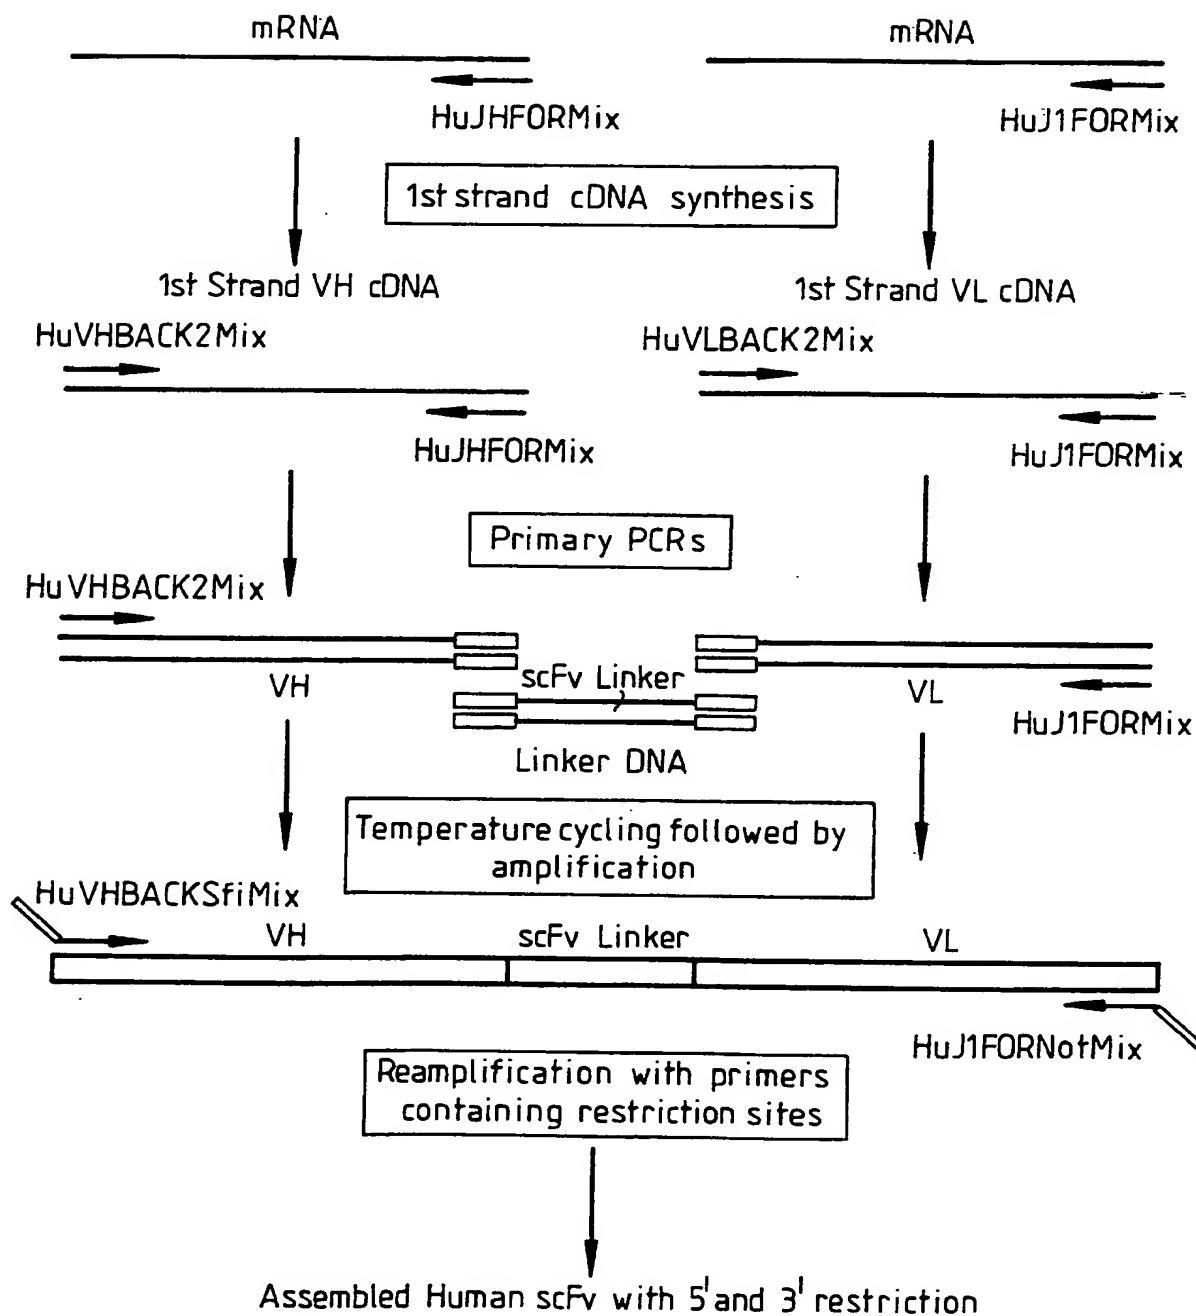 mRNA
mRNA
HuJHFORMix
HuJ1FORMix
1st strand cDNA synthesis
1st Strand VH cDNA
1st Strand VL cDNA
HuVHBACK2Mix
HuVLBACK2Mix
HuJHFORMix
HuJ1FORMix
Primary PCRs
HuVHBACK2Mix
VH
scFv Linker
VL
HuJ1FORMix
Linker DNA
Temperature cycling followed by
amplification
HuVHBACKSfiMix
VH
scFv Linker
VL
HuJ1FORNotMix
Reamplification with primers
containing restriction sites
Assembled Human scFv with 5' and 3' restriction